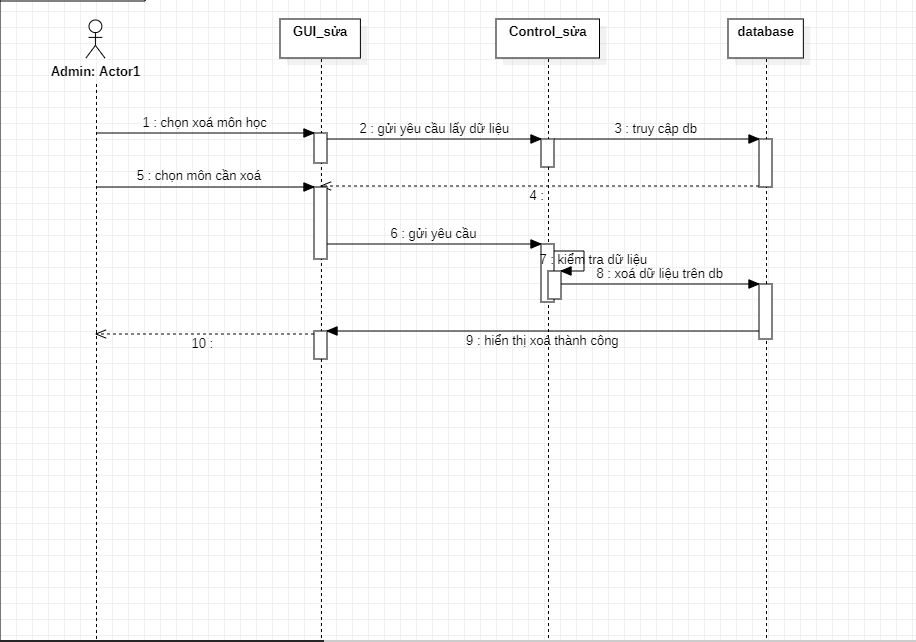 GUI_sửa
Control_sửa
database
Admin: Actor1
1 : chọn xoá môn học
2 : gửi yêu cầu lấy dữ liệu
3 : truy cập db
5 : chọn môn cần xoá
4 :
6 : gửi yêu cầu
7 : kiểm tra dữ liệu
8 : xoá dữ liệu trên db
9 : hiển thị xoá thành công
10 :